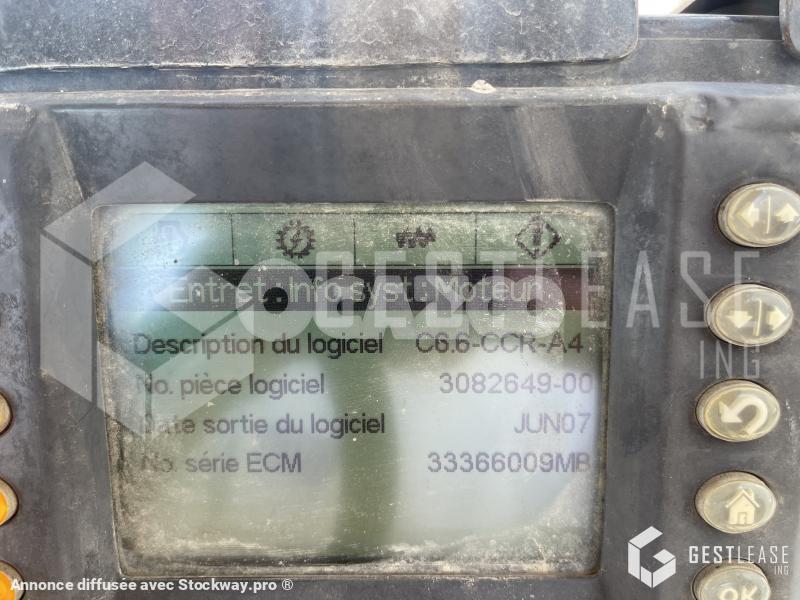 Entret. info syst.: Moteur
Description du logiciel C6.6-CCR-A4
No. pièce logiciel 3082649-00
Date sortie du logiciel JUN07
No. série ECM 33366009MB
GESTLEASE
ING
OK
GESTLEASE
ING
Annonce diffusée avec Stockway.pro ®